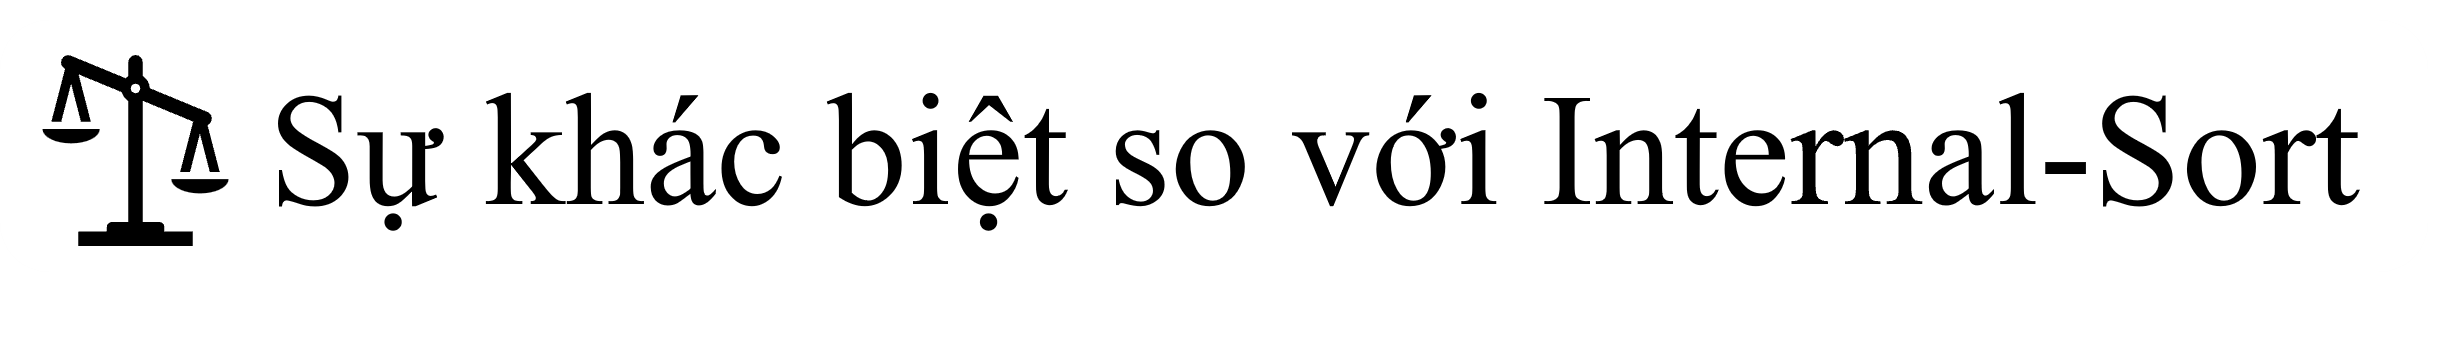 Sự khác biệt so với Internal-Sort